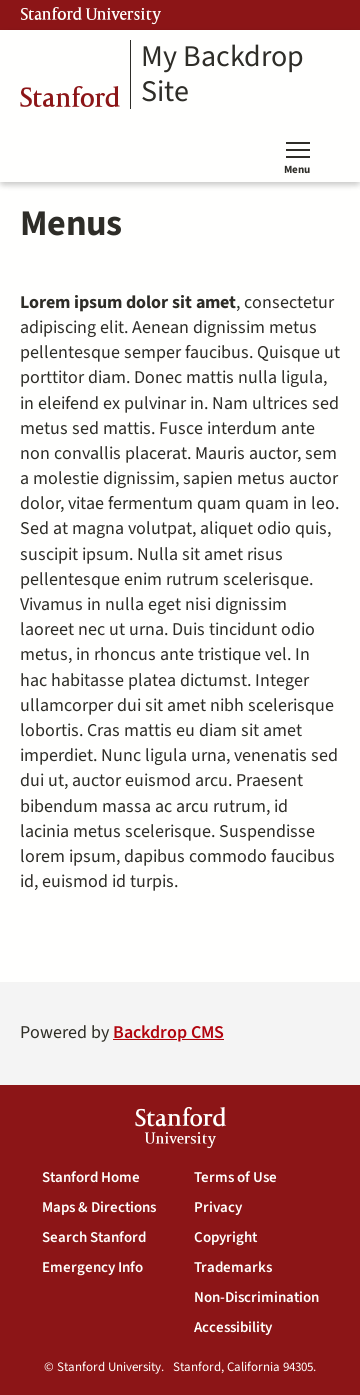 Stanford University
Stanford
My Backdrop
Site
Menu
Menus
Lorem ipsum dolor sit amet, consectetur
adipiscing elit. Aenean dignissim metus
pellentesque semper faucibus. Quisque ut
porttitor diam. Donec mattis nulla ligula,
in eleifend ex pulvinar in. Nam ultrices sed
metus sed mattis. Fusce interdum ante
non convallis placerat. Mauris auctor, sem
a molestie dignissim, sapien metus auctor
dolor, vitae fermentum quam quam in leo.
Sed at magna volutpat, aliquet odio quis,
suscipit ipsum. Nulla sit amet risus
pellentesque enim rutrum scelerisque.
Vivamus in nulla eget nisi dignissim
laoreet nec ut urna. Duis tincidunt odio
metus, in rhoncus ante tristique vel. In
hac habitasse platea dictumst. Integer
ullamcorper dui sit amet nibh scelerisque
lobortis. Cras mattis eu diam sit amet
imperdiet. Nunc ligula urna, venenatis sed
dui ut, auctor euismod arcu. Praesent
bibendum massa ac arcu rutrum, id
lacinia metus scelerisque. Suspendisse
lorem ipsum, dapibus commodo faucibus
id, euismod id turpis.
Powered by Backdrop CMS
Stanford
University
Stanford Home
Maps & Directions
Search Stanford
Emergency Info
Terms of Use
Privacy
Copyright
Trademarks
Non-Discrimination
Accessibility
© Stanford University. Stanford, California 94305.